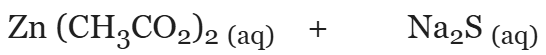 Zn (CH₃CO₂)₂ (aq) + Na₂S (aq)